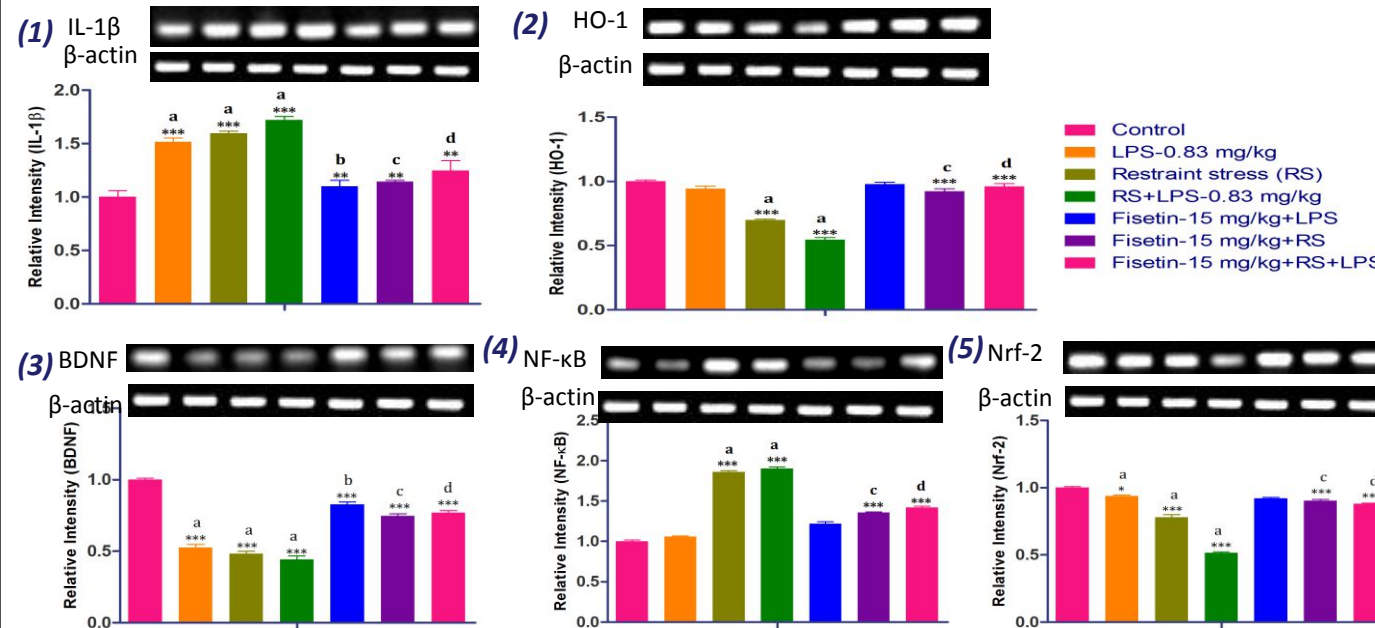 (1) IL-1β
β-actin
2.0
1.5
1.0
0.5
0.0
Relative Intensity (IL-1β)
a
***
a
***
a
***
b
**
c
**
d
**
(2) HO-1
β-actin
1.5
1.0
0.5
0.0
Relative Intensity (HO-1)
a
***
a
***
c
***
d
***
Control
LPS-0.83 mg/kg
Restraint stress (RS)
RS+LPS-0.83 mg/kg
Fisetin-15 mg/kg+LPS
Fisetin-15 mg/kg+RS
Fisetin-15 mg/kg+RS+LPS
(3) BDNF
β-actin
1.5
1.0
0.5
0.0
Relative Intensity (BDNF)
a
***
a
***
a
***
b
***
c
***
d
***
(4) NF-κB
β-actin
2.5
2.0
1.5
1.0
0.5
0.0
Relative Intensity (NF-κB)
a
***
a
***
c
***
d
***
(5) Nrf-2
β-actin
1.5
1.0
0.5
0.0
Relative Intensity (Nrf-2)
a
*
a
***
a
***
c
***
d
**